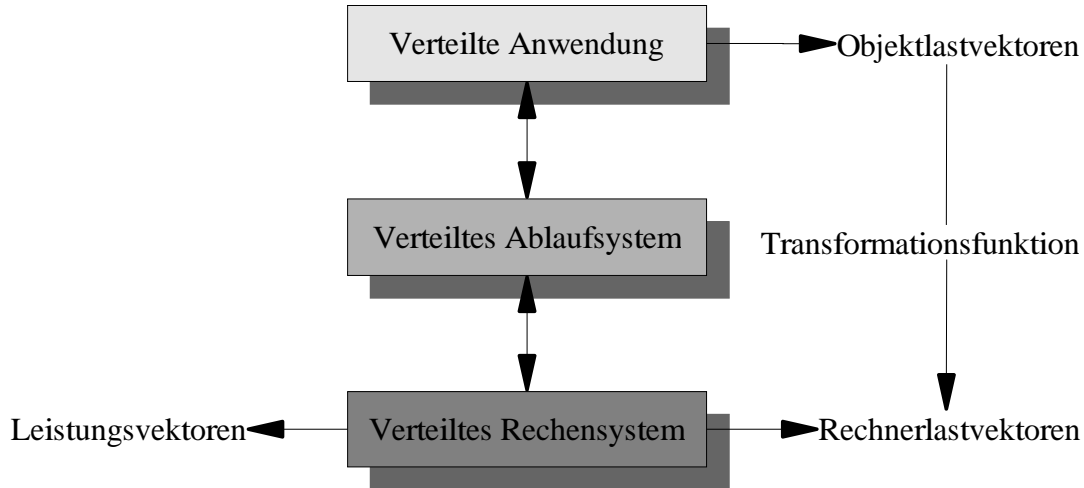 Verteilte Anwendung
Objektlastvektoren
Verteiltes Ablaufsystem
Transformationsfunktion
Leistungsvektoren
Verteiltes Rechensystem
Rechnerlastvektoren